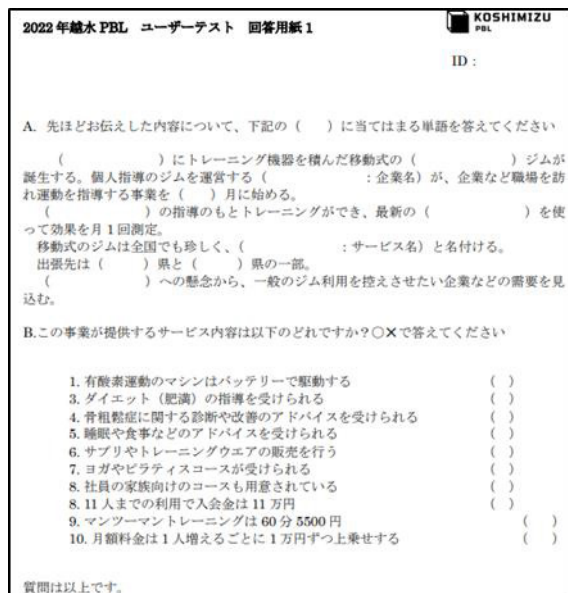 2022年越水 PBL ユーザーテスト 回答用紙 1
KOSHIMIZU
PBL
ID :
A. 先ほどお伝えした内容について、下記の（ ）に当てはまる単語を答えてください
（ ）にトレーニング機器を積んだ移動式の（ ）ジムが
誕生する。個人指導のジムを運営する（ ：企業名）が、企業など職場を訪
れ運動を指導する事業を（ ）月に始める。
（ ）の指導のもとトレーニングができ、最新の（ ）を使
って効果を月 1 回測定。
移動式のジムは全国でも珍しく、（ ：サービス名）と名付ける。
出張先は（ ）県と（ ）県の一部。
（ ）への懸念から、一般のジム利用を控えさせたい企業などの需要を見
込む。
B.この事業が提供するサービス内容は以下のどれですか？○✕で答えてください
1. 有酸素運動のマシンはバッテリーで駆動する （ ）
3. ダイエット（肥満）の指導を受けられる （ ）
4. 骨粗鬆症に関する診断や改善のアドバイスを受けられる （ ）
5. 睡眠や食事などのアドバイスを受けられる （ ）
6. サプリやトレーニングウエアの販売を行う （ ）
7. ヨガやピラティスコースが受けられる （ ）
8. 社員の家族向けのコースも用意されている （ ）
8. 11 人までの利用で入会金は 11 万円 （ ）
9. マンツーマントレーニングは 60 分 5500 円 （ ）
10. 月額料金は 1 人増えるごとに 1 万円ずつ上乗せする （ ）
質問は以上です。